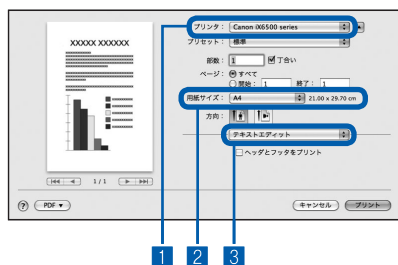 XXXXX XXXXXX
プリンタ： Canon iX6500 series
プリセット： 標準
部数： 1 丁合い
ページ： すべて
開始： 1 終了： 1
用紙サイズ： A4 21.00 x 29.70 cm
方向：
テキストエディット
ヘッダとフッタをプリント
1 / 1
? PDF ▼ キャンセル プリント
1 2 3